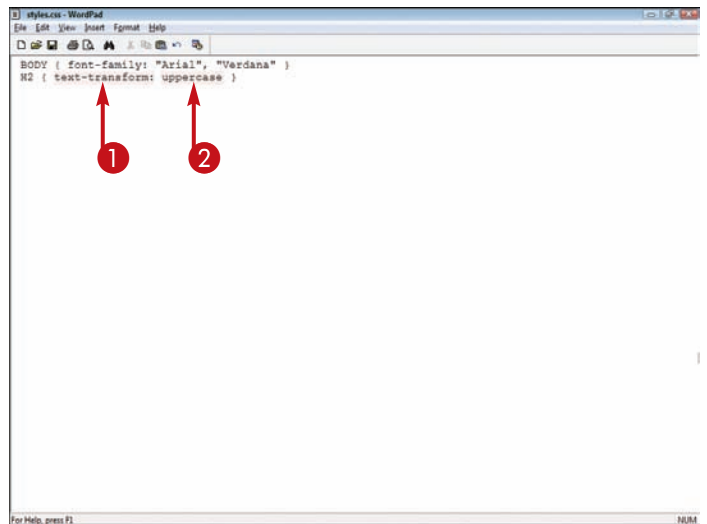 styles.css - WordPad
File Edit View Insert Format Help
BODY { font-family: "Arial", "Verdana" }
H2 { text-transform: uppercase }
1 2
For Help, press F1 NUM